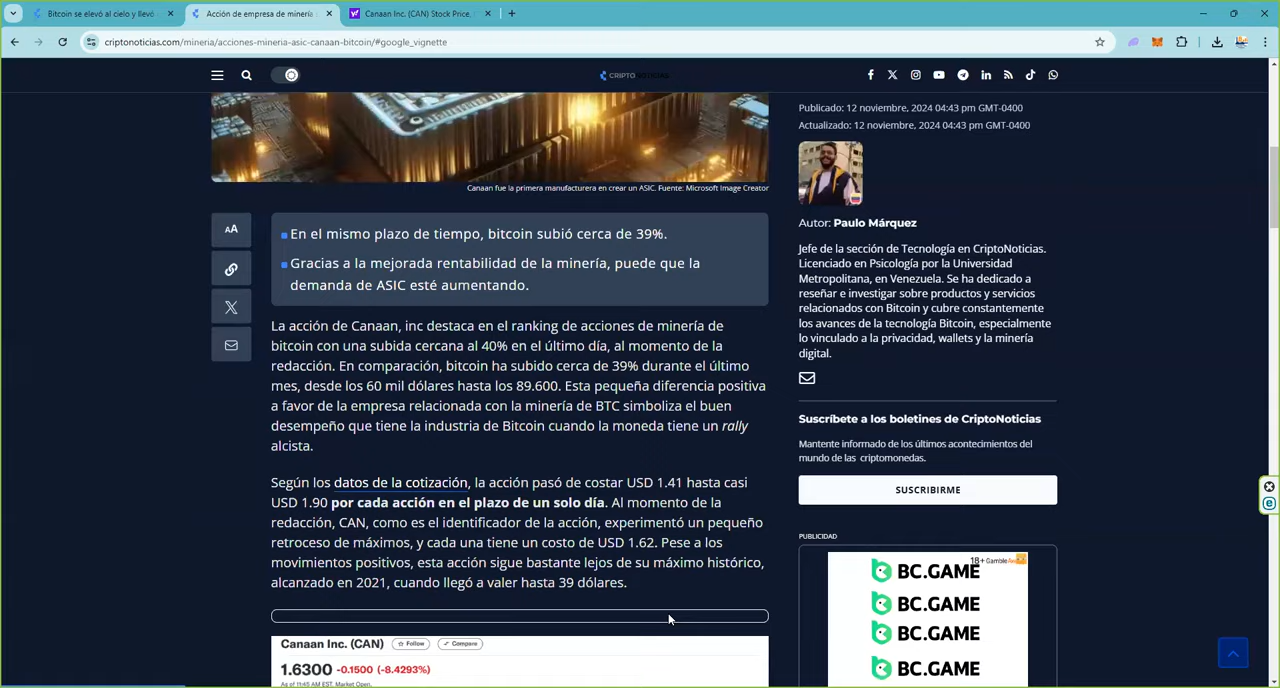 Bitcoin se elevó al cielo y llevó
Acción de empresa de minería
Canaan Inc. (CAN) Stock Price,
criptonoticias.com/mineria/acciones-mineria-asic-canaan-bitcoin/#google_vignette
CRIPTONOTICIAS
Canaan fue la primera manufacturera en crear un ASIC. Fuente: Microsoft Image Creator
AA
En el mismo plazo de tiempo, bitcoin subió cerca de 39%.
Gracias a la mejorada rentabilidad de la minería, puede que la
demanda de ASIC esté aumentando.
La acción de Canaan, inc destaca en el ranking de acciones de minería de
bitcoin con una subida cercana al 40% en el último día, al momento de la
redacción. En comparación, bitcoin ha subido cerca de 39% durante el último
mes, desde los 60 mil dólares hasta los 89.600. Esta pequeña diferencia positiva
a favor de la empresa relacionada con la minería de BTC simboliza el buen
desempeño que tiene la industria de Bitcoin cuando la moneda tiene un rally
alcista.
Según los datos de la cotización, la acción pasó de costar USD 1.41 hasta casi
USD 1.90 por cada acción en el plazo de un solo día. Al momento de la
redacción, CAN, como es el identificador de la acción, experimentó un pequeño
retroceso de máximos, y cada una tiene un costo de USD 1.62. Pese a los
movimientos positivos, esta acción sigue bastante lejos de su máximo histórico,
alcanzado en 2021, cuando llegó a valer hasta 39 dólares.
Canaan Inc. (CAN) Follow Compare
1.6300 -0.1500 (-8.4293%)
As of 11:45 AM EST. Market Open.
Publicado: 12 noviembre, 2024 04:43 pm GMT-0400
Actualizado: 12 noviembre, 2024 04:43 pm GMT-0400
Autor: Paulo Márquez
Jefe de la sección de Tecnología en CriptoNoticias.
Licenciado en Psicología por la Universidad
Metropolitana, en Venezuela. Se ha dedicado a
reseñar e investigar sobre productos y servicios
relacionados con Bitcoin y cubre constantemente
los avances de la tecnología Bitcoin, especialmente
lo vinculado a la privacidad, wallets y la minería
digital.
Suscríbete a los boletines de CriptoNoticias
Mantente informado de los últimos acontecimientos del
mundo de las criptomonedas.
SUSCRIBIRME
PUBLICIDAD
18+
BC.GAME
BC.GAME
BC.GAME
BC.GAME